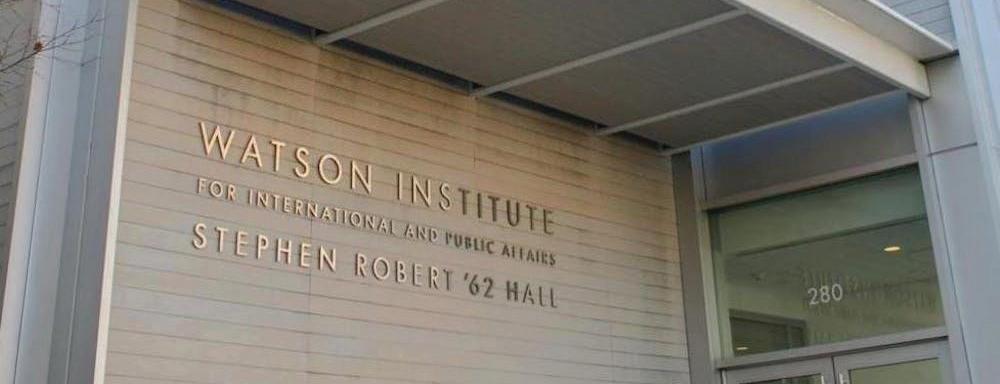 WATSON INSTITUTE
FOR INTERNATIONAL AND PUBLIC AFFAIRS
STEPHEN ROBERT '62 HALL
280